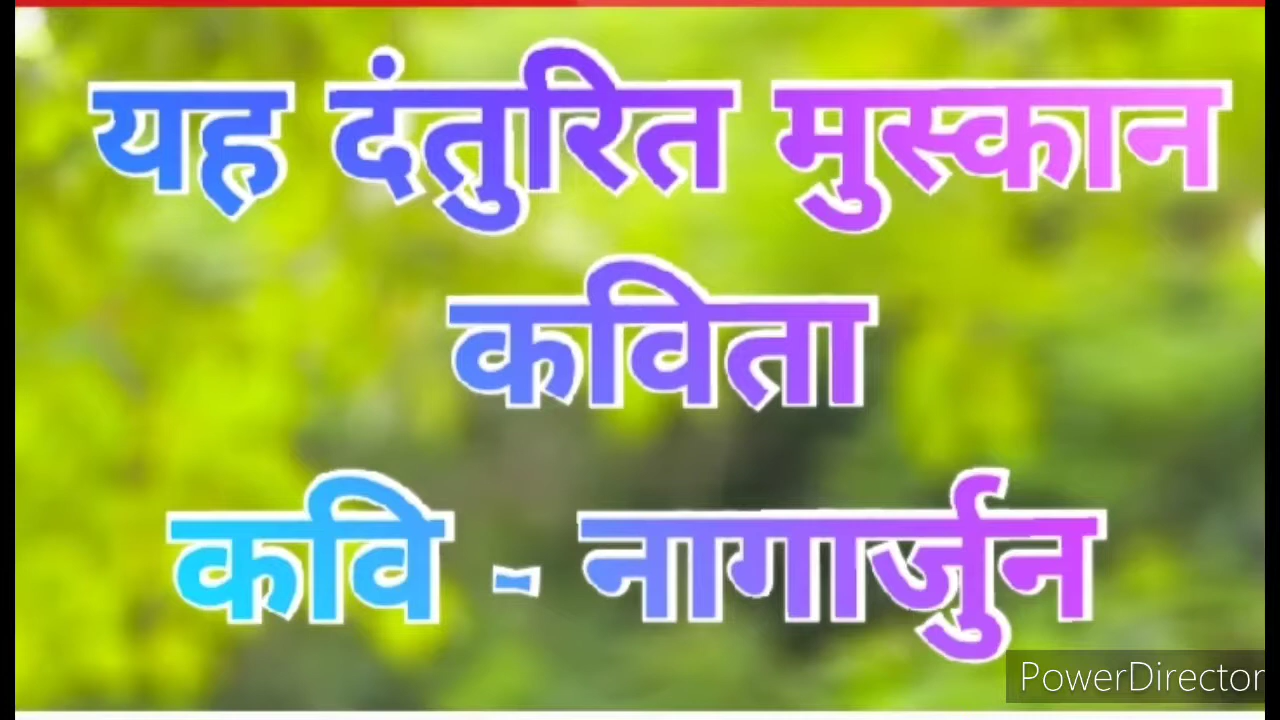 यह दंतुरित मुस्कान
कविता
कवि - नागार्जुन
PowerDirector